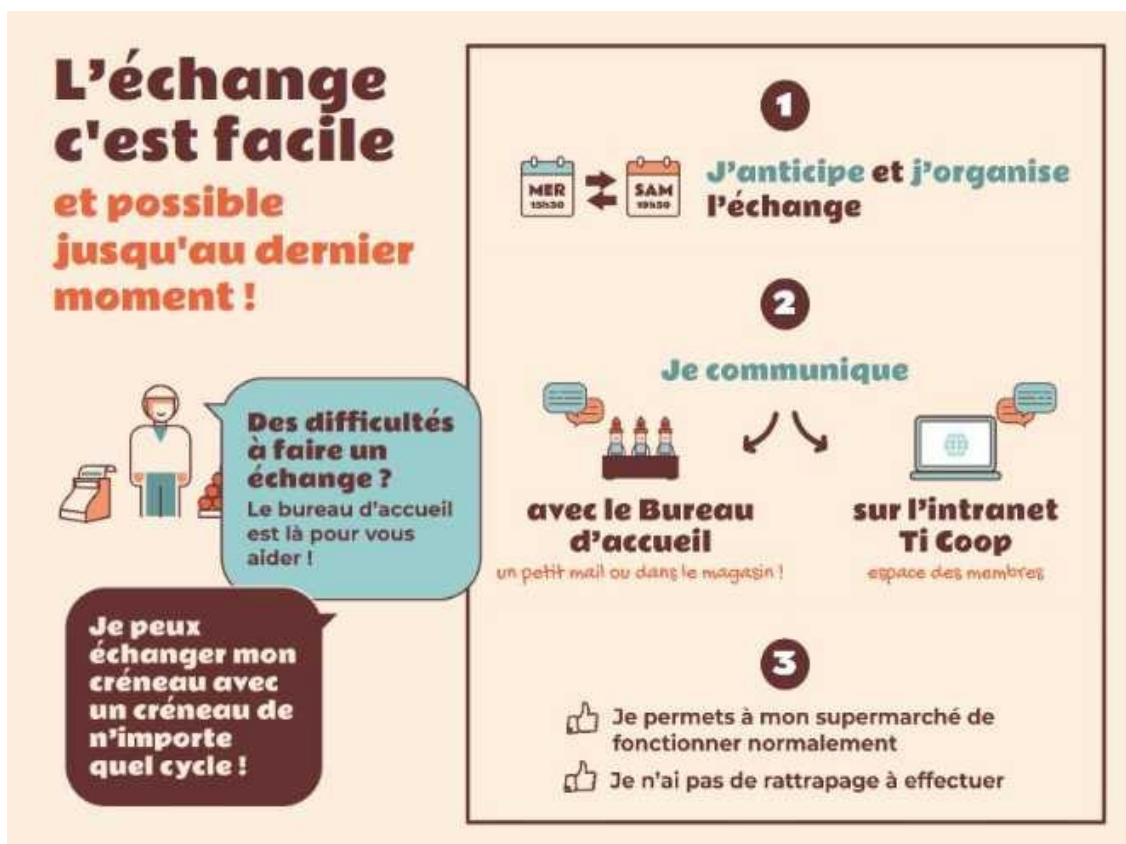 L'échange
c'est facile
et possible
jusqu'au dernier
moment !
Des difficultés
à faire un
échange ?
Le bureau d'accueil
est là pour vous
aider !
Je peux
échanger mon
créneau avec
un créneau de
n'importe
quel cycle !
1
MER
15h30
SAM
19h30
J'anticipe et j'organise
l'échange
2
Je communique
avec le Bureau
d'accueil
un petit mail ou dans le magasin !
sur l'intranet
Ti Coop
espace des membres
3
Je permets à mon supermarché de
fonctionner normalement
Je n'ai pas de rattrapage à effectuer